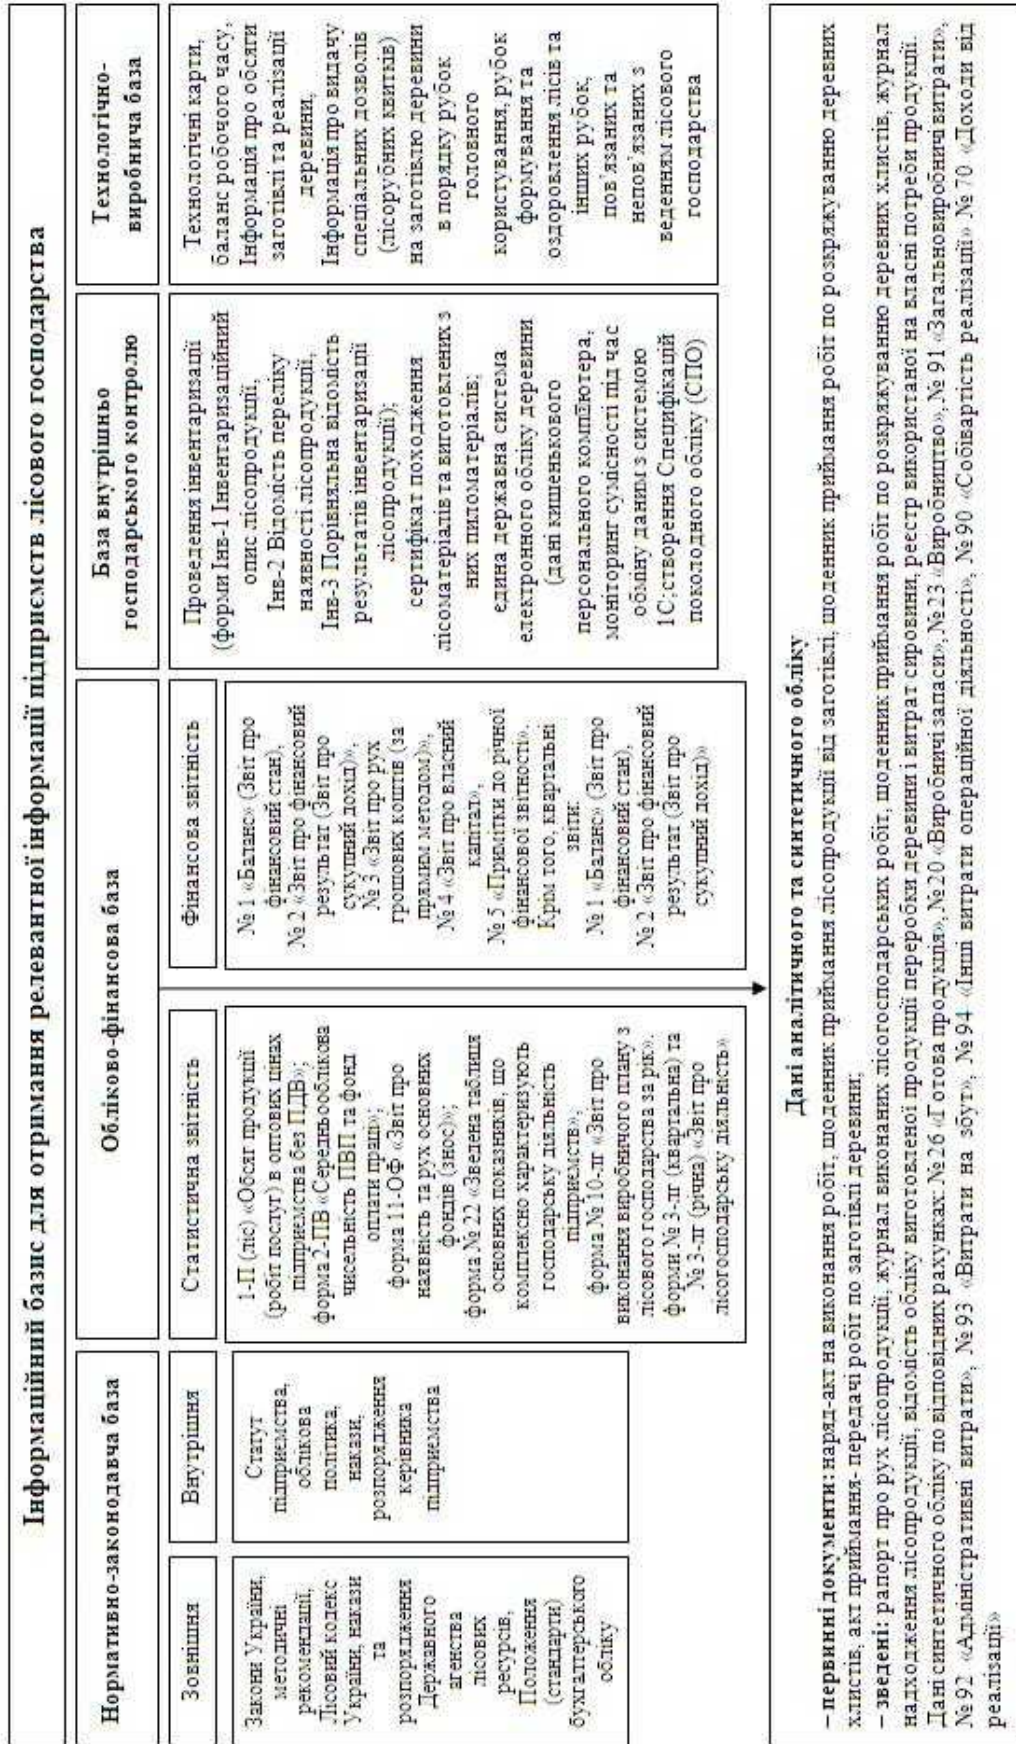 Інформаційний базис для отримання релевантної інформації підприємств лісового господарства
Нормативно-законодавча база
Зовнішня
Закони України,
методичні
рекомендації,
Лісовий кодекс
України, накази
та
розпорядження
Державного
агенства
лісових
ресурсів,
Положення
(стандарти)
бухгалтерського
обліку
Внутрішня
Статут
підприємства,
облікова
політика,
накази,
розпорядження
керівника
підприємства
Обліково-фінансова база
Статистична звітність
1-П (ліс) «Обсяг продукції
(робіт послуг) в оптових цінах
підприємства без ПДВ»;
форма 2-ПВ «Середньооблікова
чисельність ПВП та фонд
оплати праці»;
форма 11-ОФ «Звіт про
наявність та рух основних
фондів (знос)»;
форма № 22 «Зведена таблиця
основних показників, що
комплексно характеризують
господарську діяльність
підприємств»;
форма № 10-лг «Звіт про
виконання виробничого плану з
лісового господарства за рік».
форми № 3-лг (квартальна) та
№ 3-лг (річна) «Звіт про
лісогосподарську діяльність»
Фінансова звітність
№ 1 «Баланс» (Звіт про
фінансовий стан),
№ 2 «Звіт про фінансовий
результат (Звіт про
сукупний дохід)»,
№ 3 «Звіт про рух
грошових коштів (за
прямим методом)»,
№ 4 «Звіт про власний
капітал»,
№ 5 «Примітки до річної
фінансової звітності».
Крім того, квартальні
звіти:
№ 1 «Баланс» (Звіт про
фінансовий стан),
№ 2 «Звіт про фінансовий
результат (Звіт про
сукупний дохід)»
База внутрішньо
господарського контролю
Проведення інвентаризації
(форми Інв-1 Інвентаризаційний
опис лісопродукції,
Інв-2 Відомість переліку
наявності лісопродукції,
Інв-3 Порівняльна відомість
результатів інвентаризації
лісопродукції);
сертифікат походження
лісоматеріалів та виготовлених з
них пиломатеріалів;
єдина державна система
електронного обліку деревини
(дані кишенькового
персонального комп'ютера,
моніторинг сумісності під час
обміну даним з системою
1С, створення Специфікацій
поколодного обліку (СПО)
Технологічно-
виробнича база
Технологічні карти,
баланс робочого часу,
Інформація про обсяги
заготівлі та реалізації
деревини,
Інформація про видачу
спеціальних дозволів
(лісорубних квитків)
на заготівлю деревини
в порядку рубок
головного
користування, рубок
формування та
оздоровлення лісів та
інших рубок,
пов'язаних та
непов'язаних з
веденням лісового
господарства
Дані аналітичного та синтетичного обліку
– первинні документи: наряд-акт на виконання робіт, щоденник приймання лісопродукції від заготівлі, щоденник приймання робіт по розкряжуванню деревних
хлистів, акт приймання- передачі робіт по заготівлі деревини;
– зведені: рапорт про рух лісопродукції, журнал виконаних лісогосподарських робіт, щоденник приймання робіт по розкряжуванню деревних хлистів, журнал
надходження лісопродукції, відомість обліку виготовленої продукції переробки деревини і витрат сировини, реєстр використаної на власні потреби продукції.
Дані синтетичного обліку по відповідних рахунках: №26 «Готова продукція», №20 «Виробничі запаси», №23 «Виробництво», № 91 «Загальновиробничі витрати»,
№ 92 «Адміністративні витрати», № 93 «Витрати на збут», № 94 «Інші витрати операційної діяльності», № 90 «Собівартість реалізації» № 70 «Доходи від
реалізації»